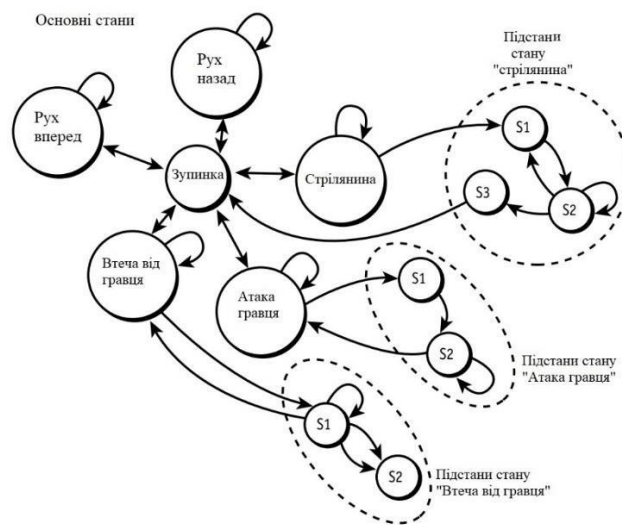 Основні стани
Рух
назад
Підстани
стану
"стрілянина"
Рух
вперед
S1
Зупинка
Стрілянина
S3
S2
Втеча від
гравця
Атака
гравця
S1
S2
Підстани стану
"Атака гравця"
S1
S2
Підстани стану
"Втеча від гравця"